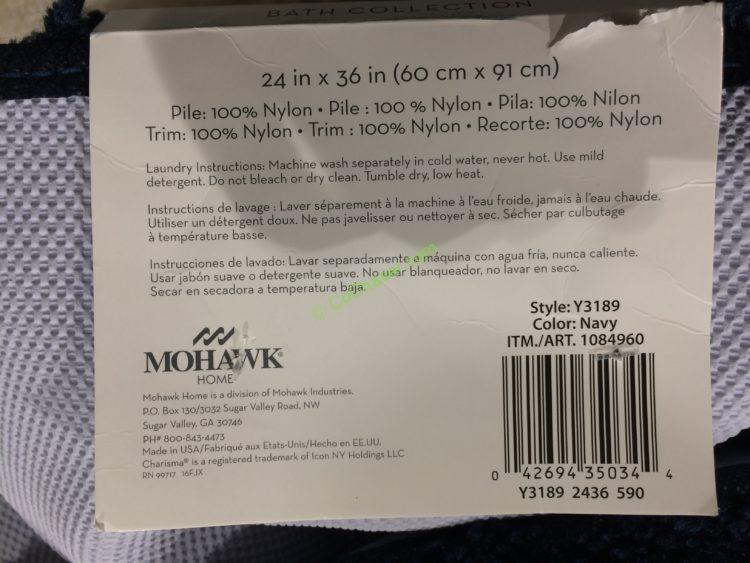 BATH COLLECTION
24 in x 36 in (60 cm x 91 cm)
Pile: 100% Nylon • Pile : 100 % Nylon • Pila: 100% Nilon
Trim: 100% Nylon • Trim : 100% Nylon • Recorte: 100% Nylon
Laundry Instructions: Machine wash separately in cold water, never hot. Use mild
detergent. Do not bleach or dry clean. Tumble dry, low heat.
Instructions de lavage : Laver séparement à la machine à l'eau froide, jamais à l'eau chaude.
Utiliser un détergent doux. Ne pas javelisser ou nettoyer à sec. Sécher par culbutage
à température basse.
Instrucciones de lavado: Lavar separadamente a máquina con agua fría, nunca caliente.
Usar jabón suave o detergente suave. No usar blanqueador, no lavar en seco.
Secar en secadora a temperatura baja.
Style: Y3189
Color: Navy
ITM./ART. 1084960
MOHAWK®
HOME
Mohawk Home is a division of Mohawk Industries.
P.O. Box 130/3032 Sugar Valley Road, NW
Sugar Valley, GA 30746
PH# 800-843-4473
Made in USA/Fabriqué aux Etats-Unis/Hecho en EE.UU.
Charisma® is a registered trademark of Icon NY Holdings LLC
RN 99717 16FJX
0 42694 35034 4
Y3189 2436 590